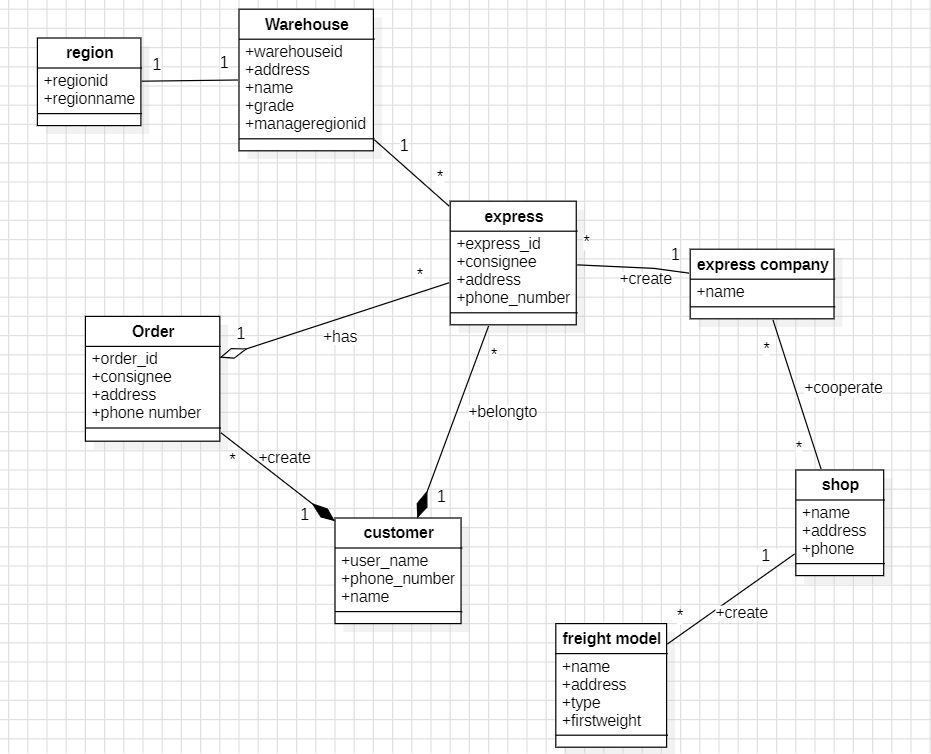 Warehouse
+warehouseid
+address
+name
+grade
+manageregionid
region
+regionid
+regionname
1
1
1
*
express
+express_id
+consignee
+address
+phone_number
*
1
+create
express company
+name
*
1
+has
Order
+order_id
+consignee
+address
+phone number
*
+belongto
1
*
+create
1
customer
+user_name
+phone_number
+name
*
+cooperate
*
shop
+name
+address
+phone
1
*
+create
freight model
+name
+address
+type
+firstweight